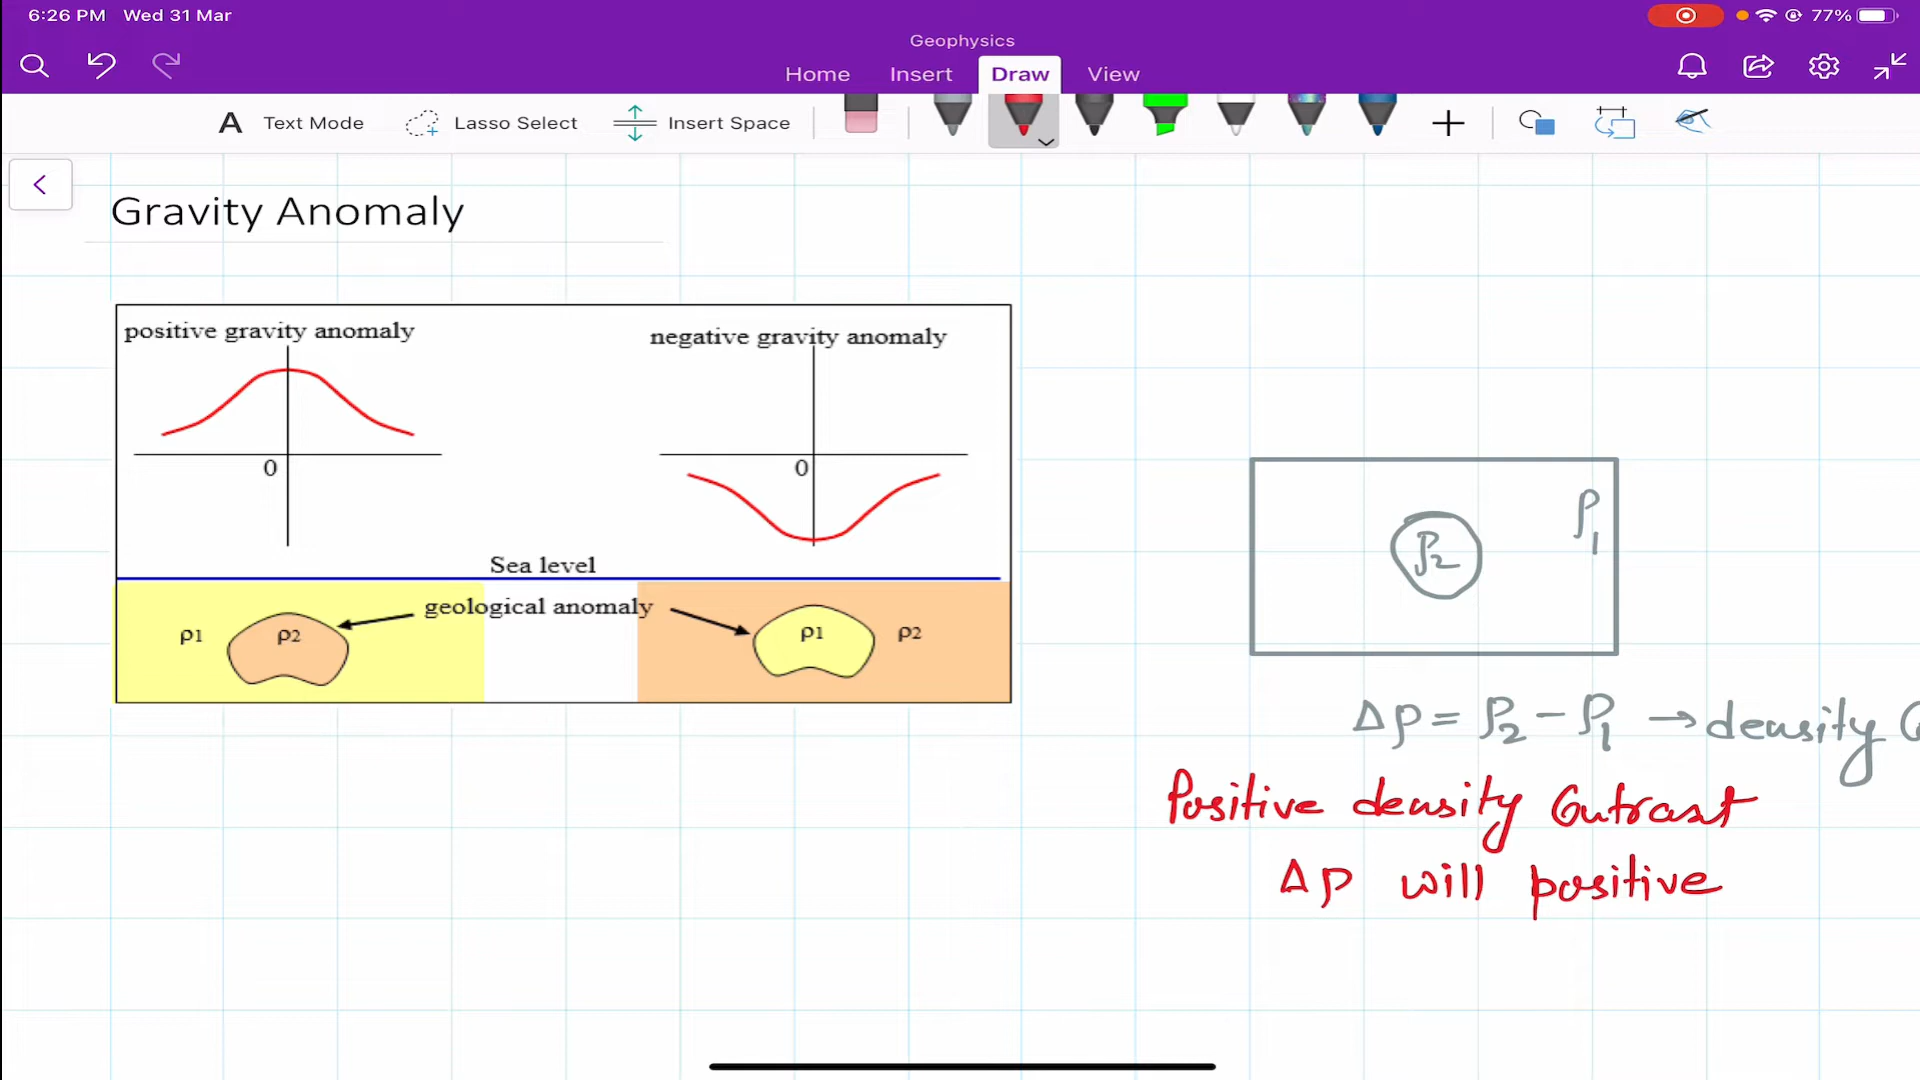 6:26 PM Wed 31 Mar
77%
Geophysics
Home Insert Draw View
A Text Mode Lasso Select Insert Space
Gravity Anomaly
positive gravity anomaly
negative gravity anomaly
0
0
Sea level
geological anomaly
ρ1 ρ2
ρ1 ρ2
ρ1
ρ2
Δρ = ρ2 - ρ1 → density
Positive density Contrast
Δρ will positive